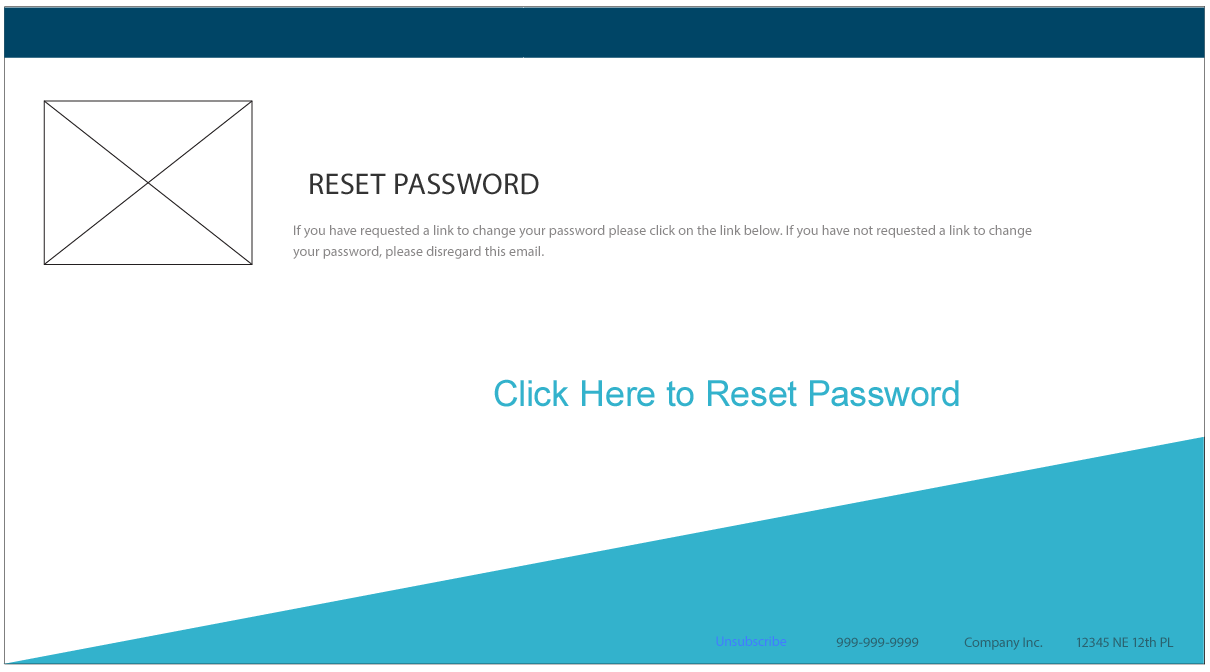 RESET PASSWORD
If you have requested a link to change your password please click on the link below. If you have not requested a link to change
your password, please disregard this email.
Click Here to Reset Password
Unsubscribe 999-999-9999 Company Inc. 12345 NE 12th PL